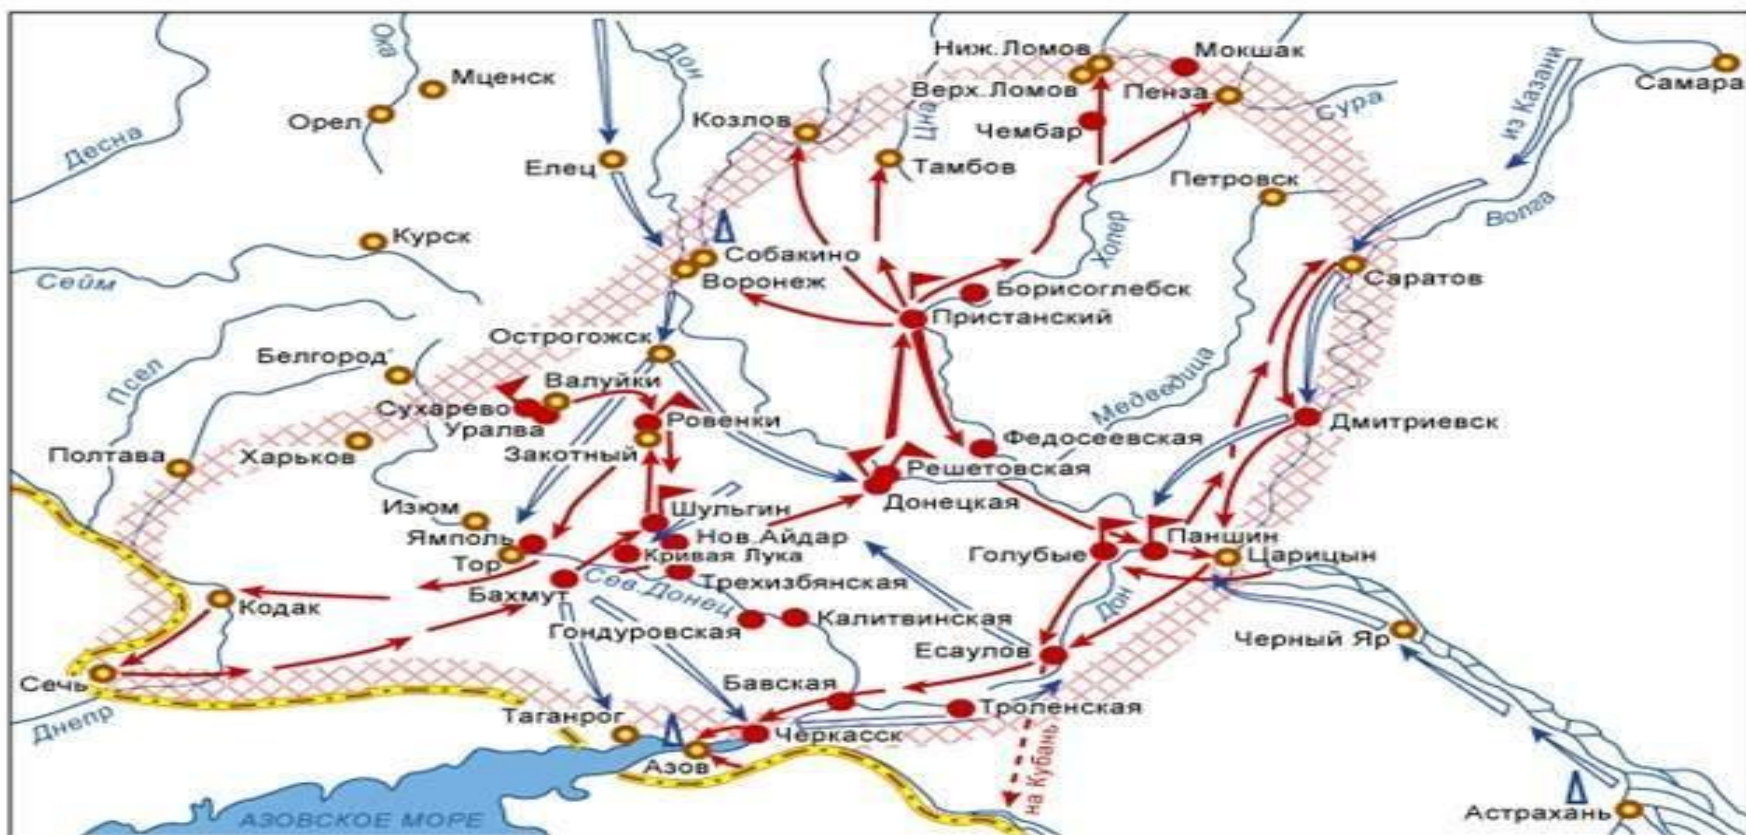 Ока
Мценск
Орел
Десна
Дон
Елец
Козлов
Цна
Тамбов
Ниж.Ломов
Верх.Ломов
Мокшак
Пенза
Чембар
Сура
из Казани
Самара
Петровск
Волга
Хопер
Курск
Сейм
Собакино
Воронеж
Борисоглебск
Пристанский
Саратов
Острогожск
Белгород
Псел
Валуйки
Сухарево
Уралва
Ровенки
Закотный
Медведица
Дмитриевск
Федосеевская
Решетовская
Донецкая
Полтава
Харьков
Изюм
Ямполь
Тор
Шульгин
Нов.Айдар
Кривая Лука
Трехизбянская
Голубые
Паншин
Царицын
Бахмут
Сев.Донец
Кодак
Гондуровская
Калитвинская
Дон
Черный Яр
Есаулов
Сечь
Днепр
Бавская
Троленская
Таганрог
Черкасск
Азов
на Кубань
АЗОВСКОЕ МОРЕ
Астрахань